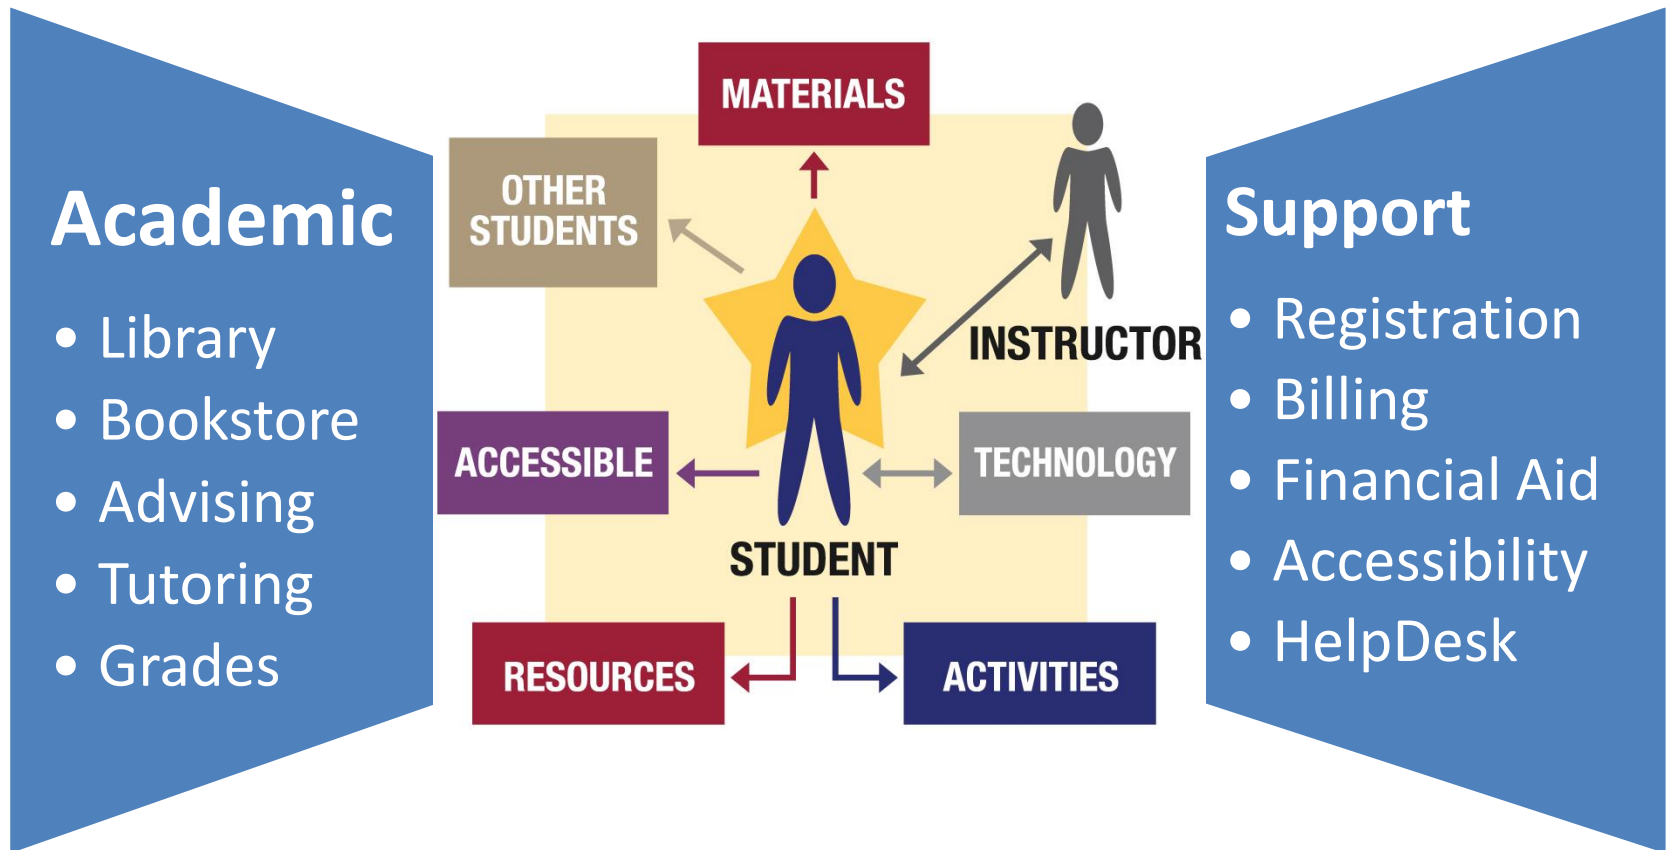 Academic
• Library
• Bookstore
• Advising
• Tutoring
• Grades
MATERIALS
OTHER
STUDENTS
INSTRUCTOR
ACCESSIBLE
TECHNOLOGY
STUDENT
RESOURCES
ACTIVITIES
Support
• Registration
• Billing
• Financial Aid
• Accessibility
• HelpDesk